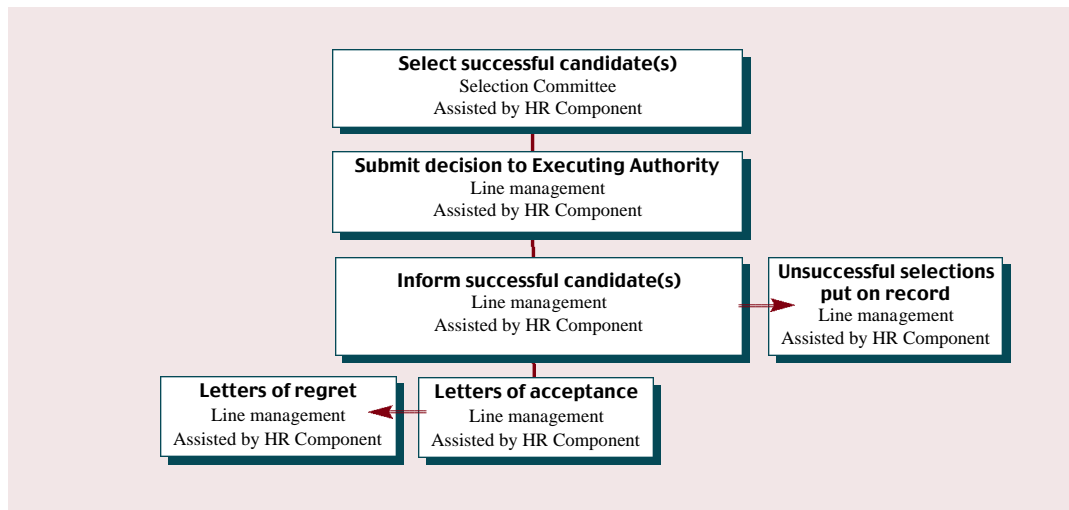 Select successful candidate(s)
Selection Committee
Assisted by HR Component
Submit decision to Executing Authority
Line management
Assisted by HR Component
Inform successful candidate(s)
Line management
Assisted by HR Component
Unsuccessful selections
put on record
Line management
Assisted by HR Component
Letters of regret
Line management
Assisted by HR Component
Letters of acceptance
Line management
Assisted by HR Component